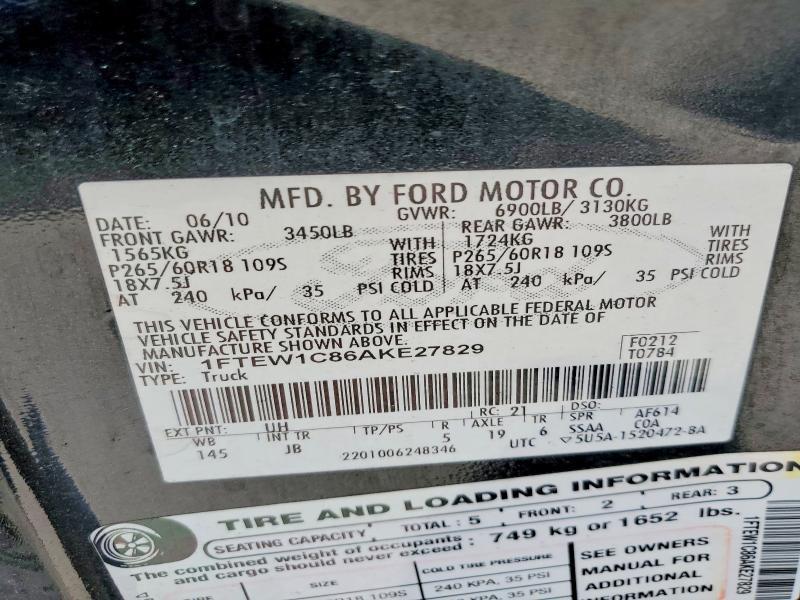 MFD. BY FORD MOTOR CO.
DATE: 06/10 GVWR: 6900LB/ 3130KG
FRONT GAWR: 3450LB REAR GAWR: 3800LB
1565KG WITH 1724KG WITH
P265/60R18 109S TIRES P265/60R18 109S TIRES
18X7.5J RIMS 18X7.5J RIMS
AT 240 kPa/ 35 PSI COLD AT 240 kPa/ 35 PSI COLD
THIS VEHICLE CONFORMS TO ALL APPLICABLE FEDERAL MOTOR
VEHICLE SAFETY STANDARDS IN EFFECT ON THE DATE OF
MANUFACTURE SHOWN ABOVE.
VIN: 1FTEW1C86AKE27829 F0212
TYPE: Truck T0784
EXT PNT: UH RC: 21 DSO: AF614
WB INT TR TP/PS R AXLE TR SPR COA
145 JB 5 19 6 SSAA
2201006248346 UTC 5U5A-1520472-BA
TIRE AND LOADING INFORMATION
SEATING CAPACITY TOTAL: 5 FRONT: 2 REAR: 3
The combined weight of occupants and cargo should never exceed: 749 kg or 1652 lbs.
SIZE COLD TIRE PRESSURE SEE OWNERS
109S 240 KPA, 35 PSI MANUAL FOR
ADDITIONAL
1FTEW1C86AKE27829